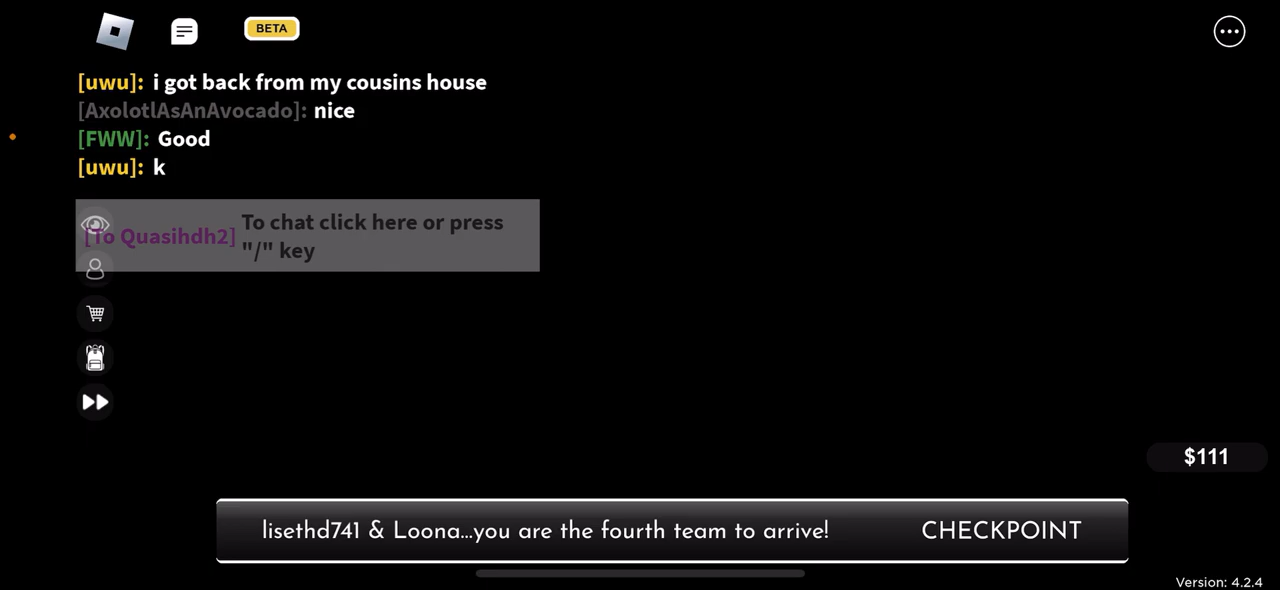 BETA
[uwu]: i got back from my cousins house
[AxolotlAsAnAvocado]: nice
[FWW]: Good
[uwu]: k
[To Quasihdh2] To chat click here or press
"/" key
$111
lisethd741 & Loona...you are the fourth team to arrive! CHECKPOINT
Version: 4.2.4